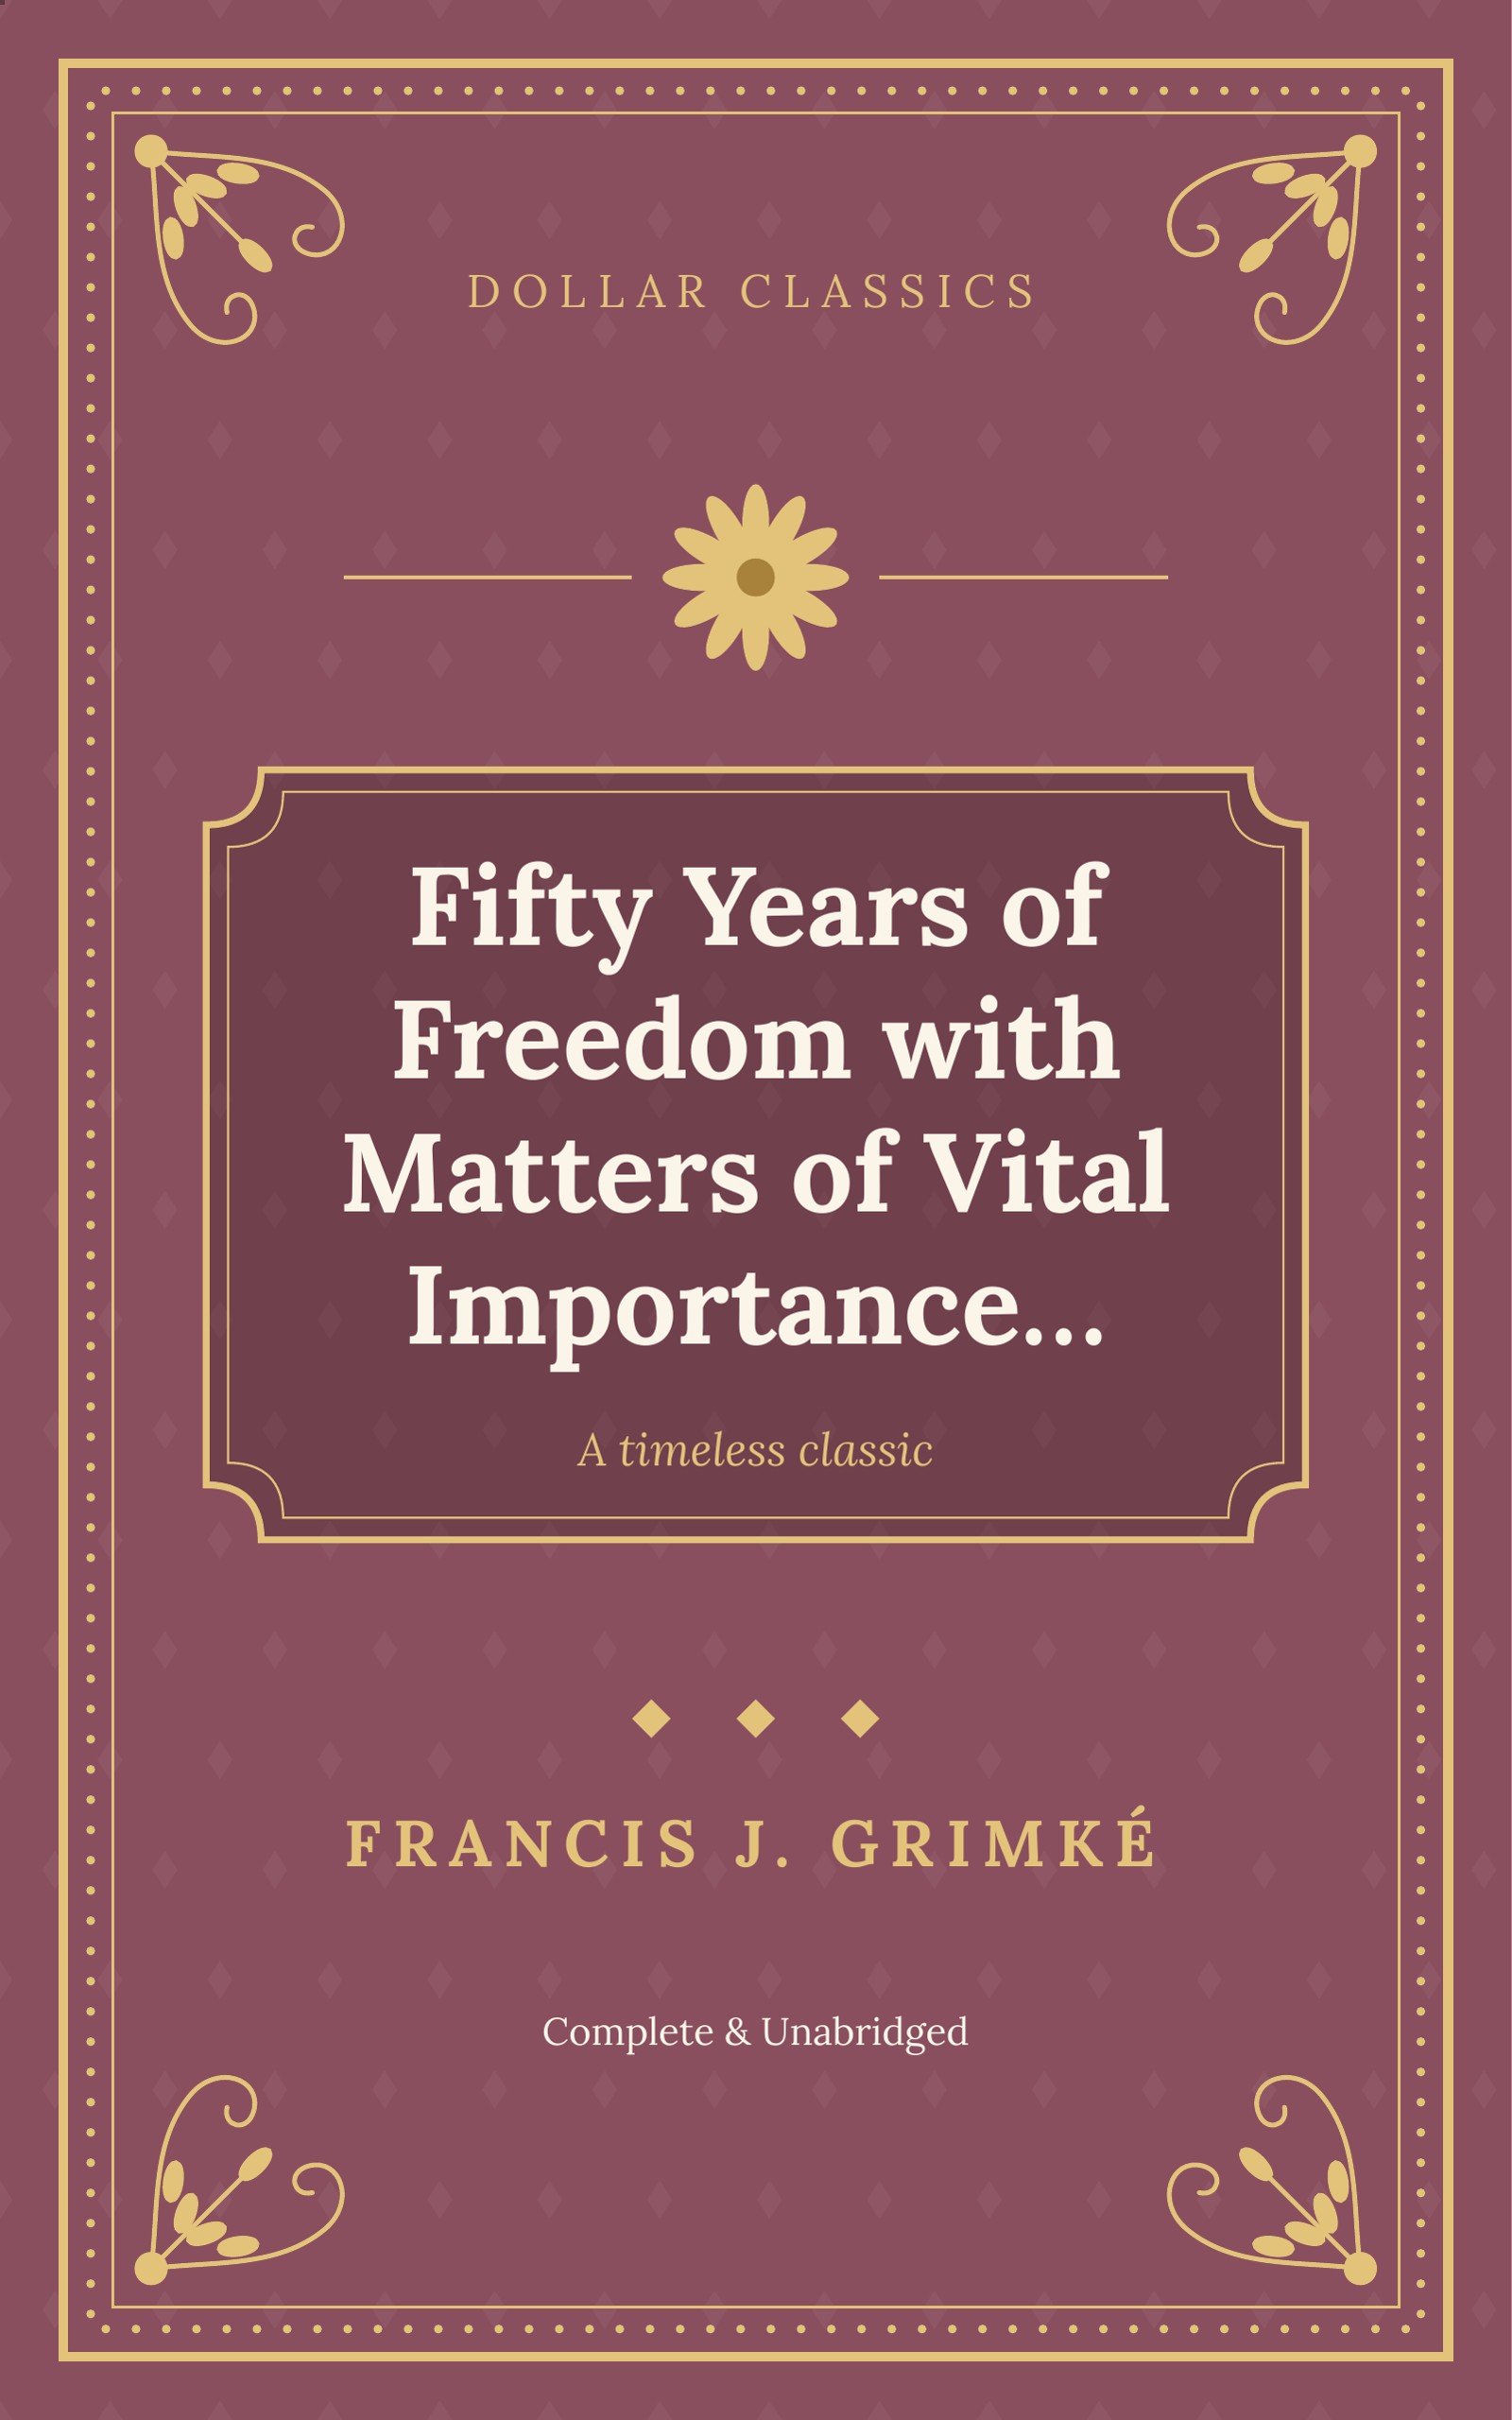 DOLLAR CLASSICS
Fifty Years of
Freedom with
Matters of Vital
Importance...
A timeless classic
FRANCIS J. GRIMKÉ
Complete & Unabridged